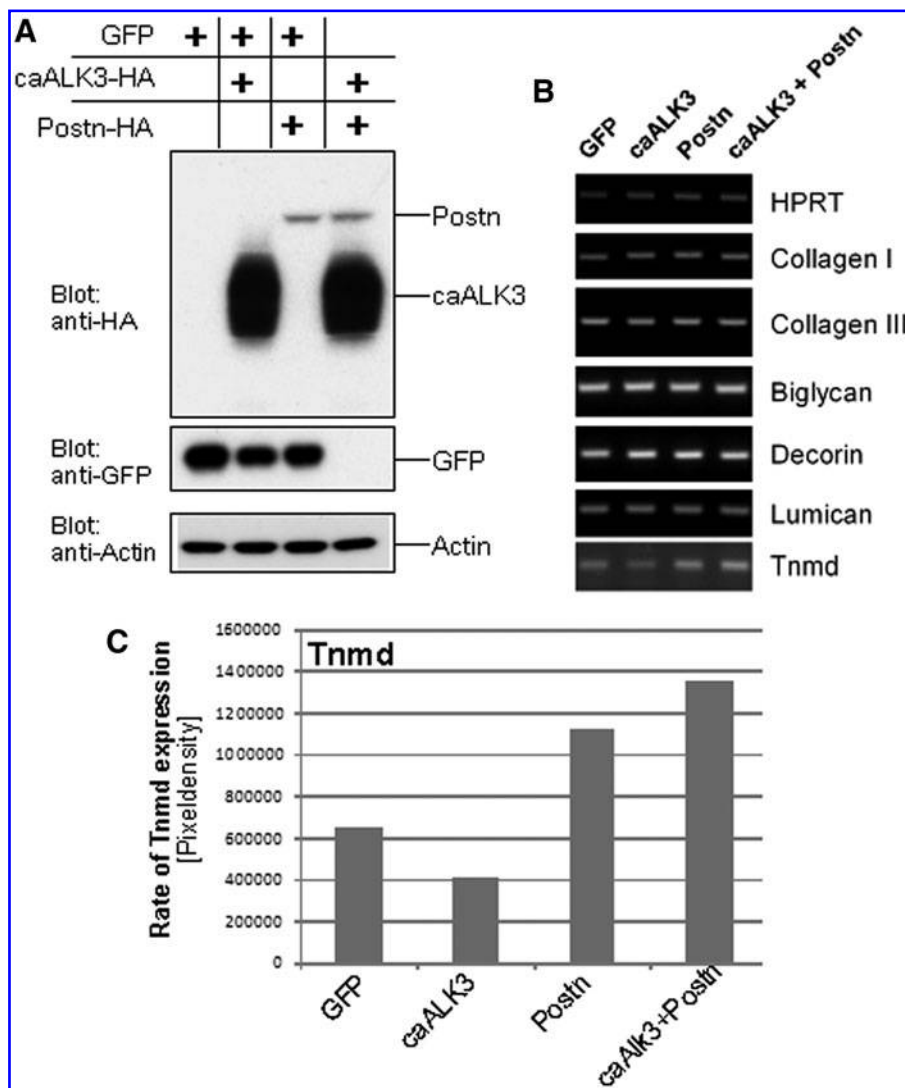 A
GFP + + +
caALK3-HA + +
Postn-HA + +
Blot:
anti-HA
Postn
caALK3
Blot:
anti-GFP
GFP
Blot:
anti-Actin
Actin
B
GFP caALK3 Postn caALK3 + Postn
HPRT
Collagen I
Collagen III
Biglycan
Decorin
Lumican
Tnmd
C
Rate of Tnmd expression
[Pixeldensity]
Tnmd
1600000
1400000
1200000
1000000
800000
600000
400000
200000
0
GFP caALK3 Postn caAlk3+Postn